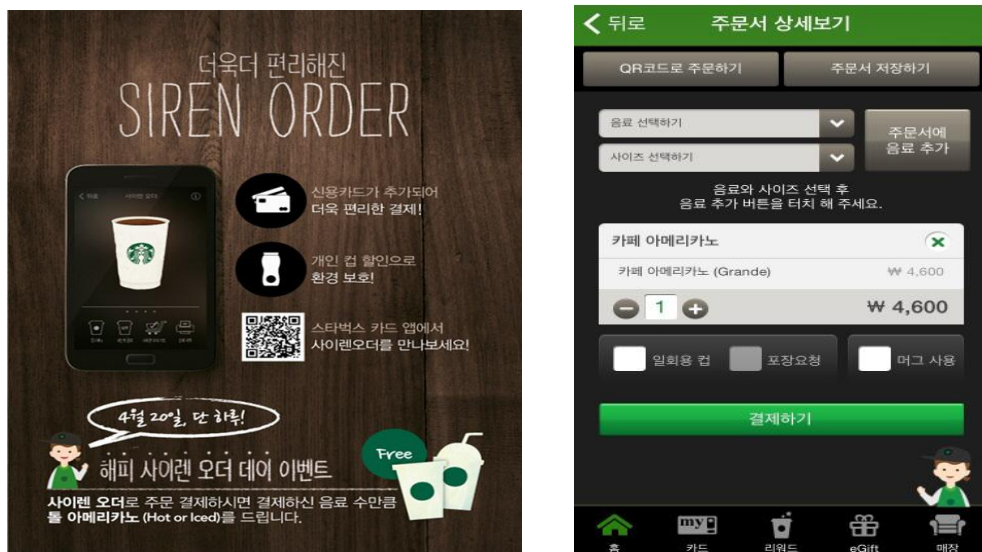 더욱더 편리해진
SIREN ORDER
< 뒤로 사이렌 오더
신용카드가 추가되어
더욱 편리한 결제!
개인 컵 할인으로
환경 보호!
스타벅스 카드 앱에서
사이렌오더를 만나보세요!
4월 20일, 단 하루!
해피 사이렌 오더 데이 이벤트
Free
사이렌 오더로 주문 결제하시면 결제하신 음료 수만큼
톨 아메리카노 (Hot or Iced)를 드립니다.
뒤로 주문서 상세보기
QR코드로 주문하기 주문서 저장하기
음료 선택하기
사이즈 선택하기
주문서에
음료 추가
음료와 사이즈 선택 후
음료 추가 버튼을 터치 해 주세요.
카페 아메리카노
카페 아메리카노 (Grande) ₩ 4,600
1 ₩ 4,600
일회용 컵 포장요청 머그 사용
결제하기
my
홈 카드 리워드 eGift 매장